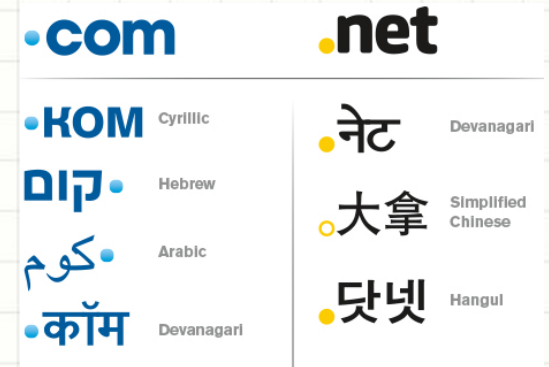 .com
.net
.ком Cyrillic
.קום Hebrew
.كوم Arabic
.कॉम Devanagari
.नेट Devanagari
.大拿 Simplified
Chinese
.닷넷 Hangul